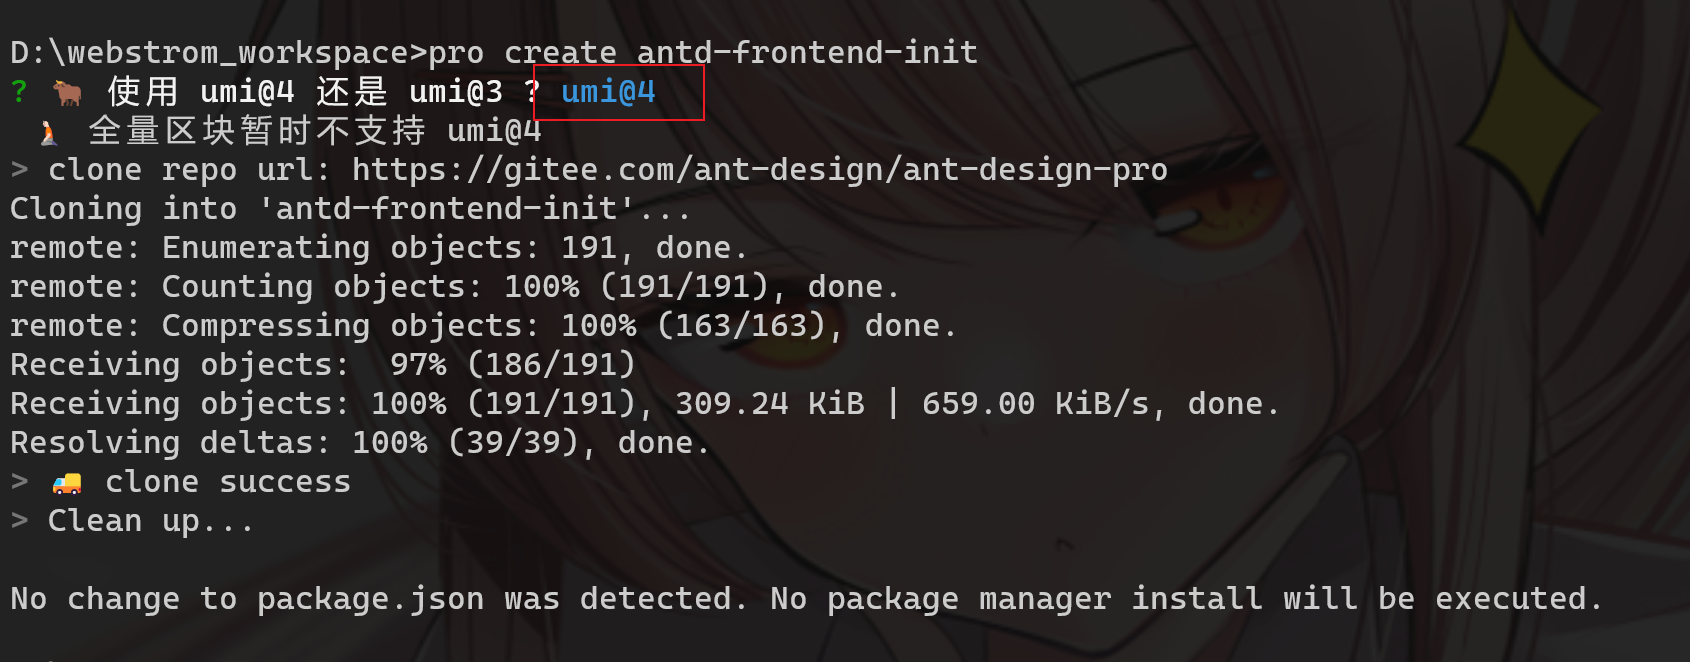 D:\webstrom_workspace>pro create antd-frontend-init
? 🐂 使用 umi@4 还是 umi@3 ? umi@4
🧜🏻 全量区块暂时不支持 umi@4
> clone repo url: https://gitee.com/ant-design/ant-design-pro
Cloning into 'antd-frontend-init'...
remote: Enumerating objects: 191, done.
remote: Counting objects: 100% (191/191), done.
remote: Compressing objects: 100% (163/163), done.
Receiving objects:  97% (186/191)
Receiving objects: 100% (191/191), 309.24 KiB | 659.00 KiB/s, done.
Resolving deltas: 100% (39/39), done.
> 🚚 clone success
> Clean up...
No change to package.json was detected. No package manager install will be executed.